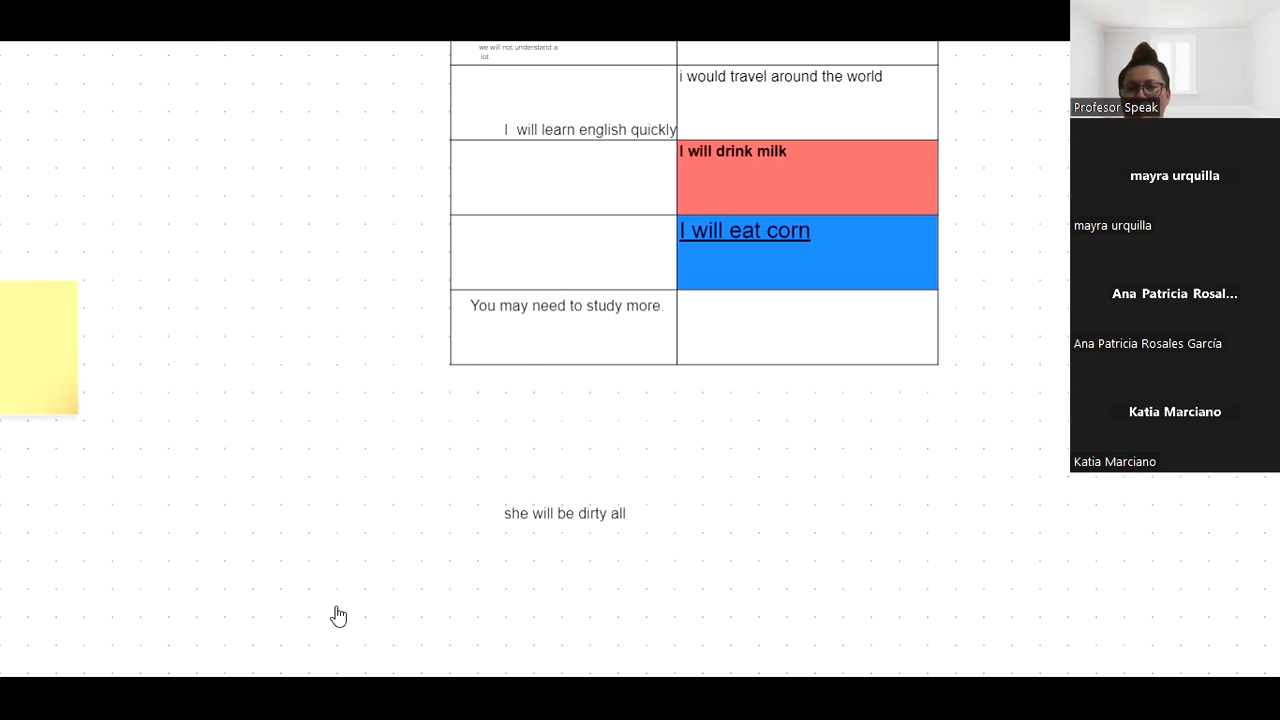 we will not understand a
lot
i would travel around the world
I will learn english quickly
I will drink milk
I will eat corn
You may need to study more.
she will be dirty all
Profesor Speak
mayra urquilla
mayra urquilla
Ana Patricia Rosal...
Ana Patricia Rosales García
Katia Marciano
Katia Marciano